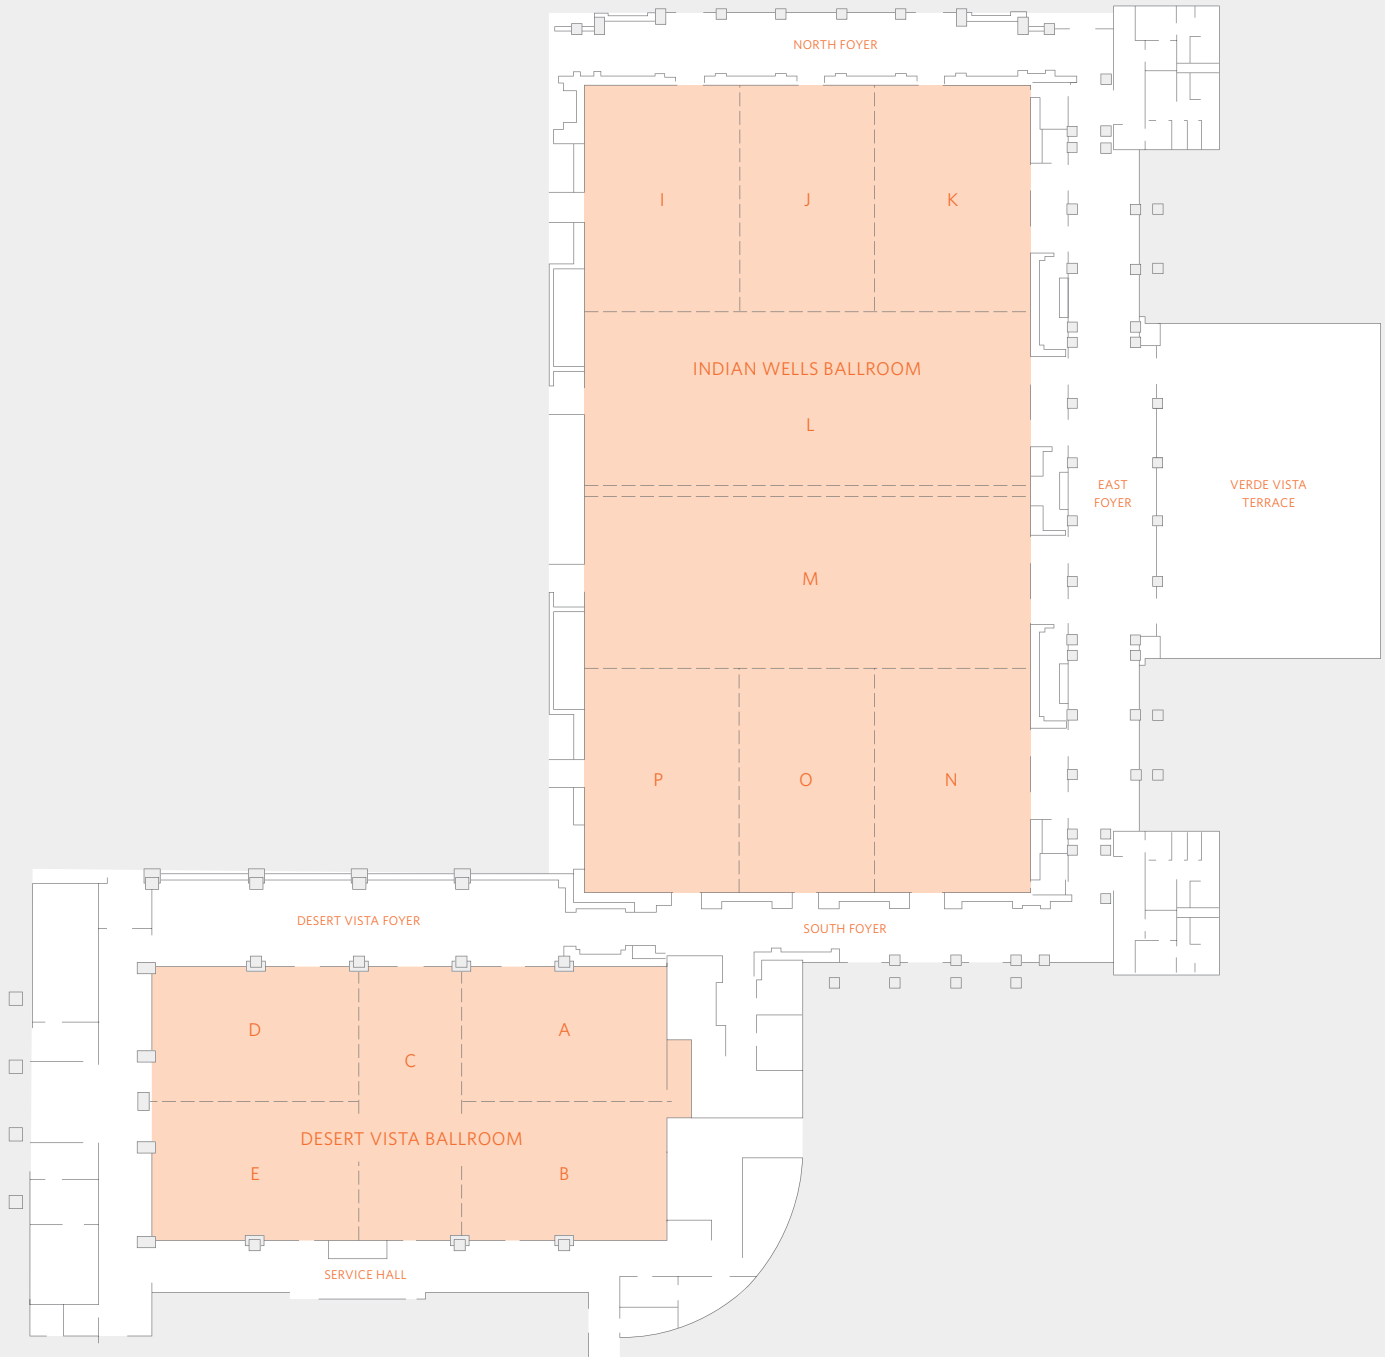 NORTH FOYER
I
J
K
INDIAN WELLS BALLROOM
L
EAST
FOYER
VERDE VISTA
TERRACE
M
P
O
N
DESERT VISTA FOYER
SOUTH FOYER
D
A
C
DESERT VISTA BALLROOM
E
B
SERVICE HALL